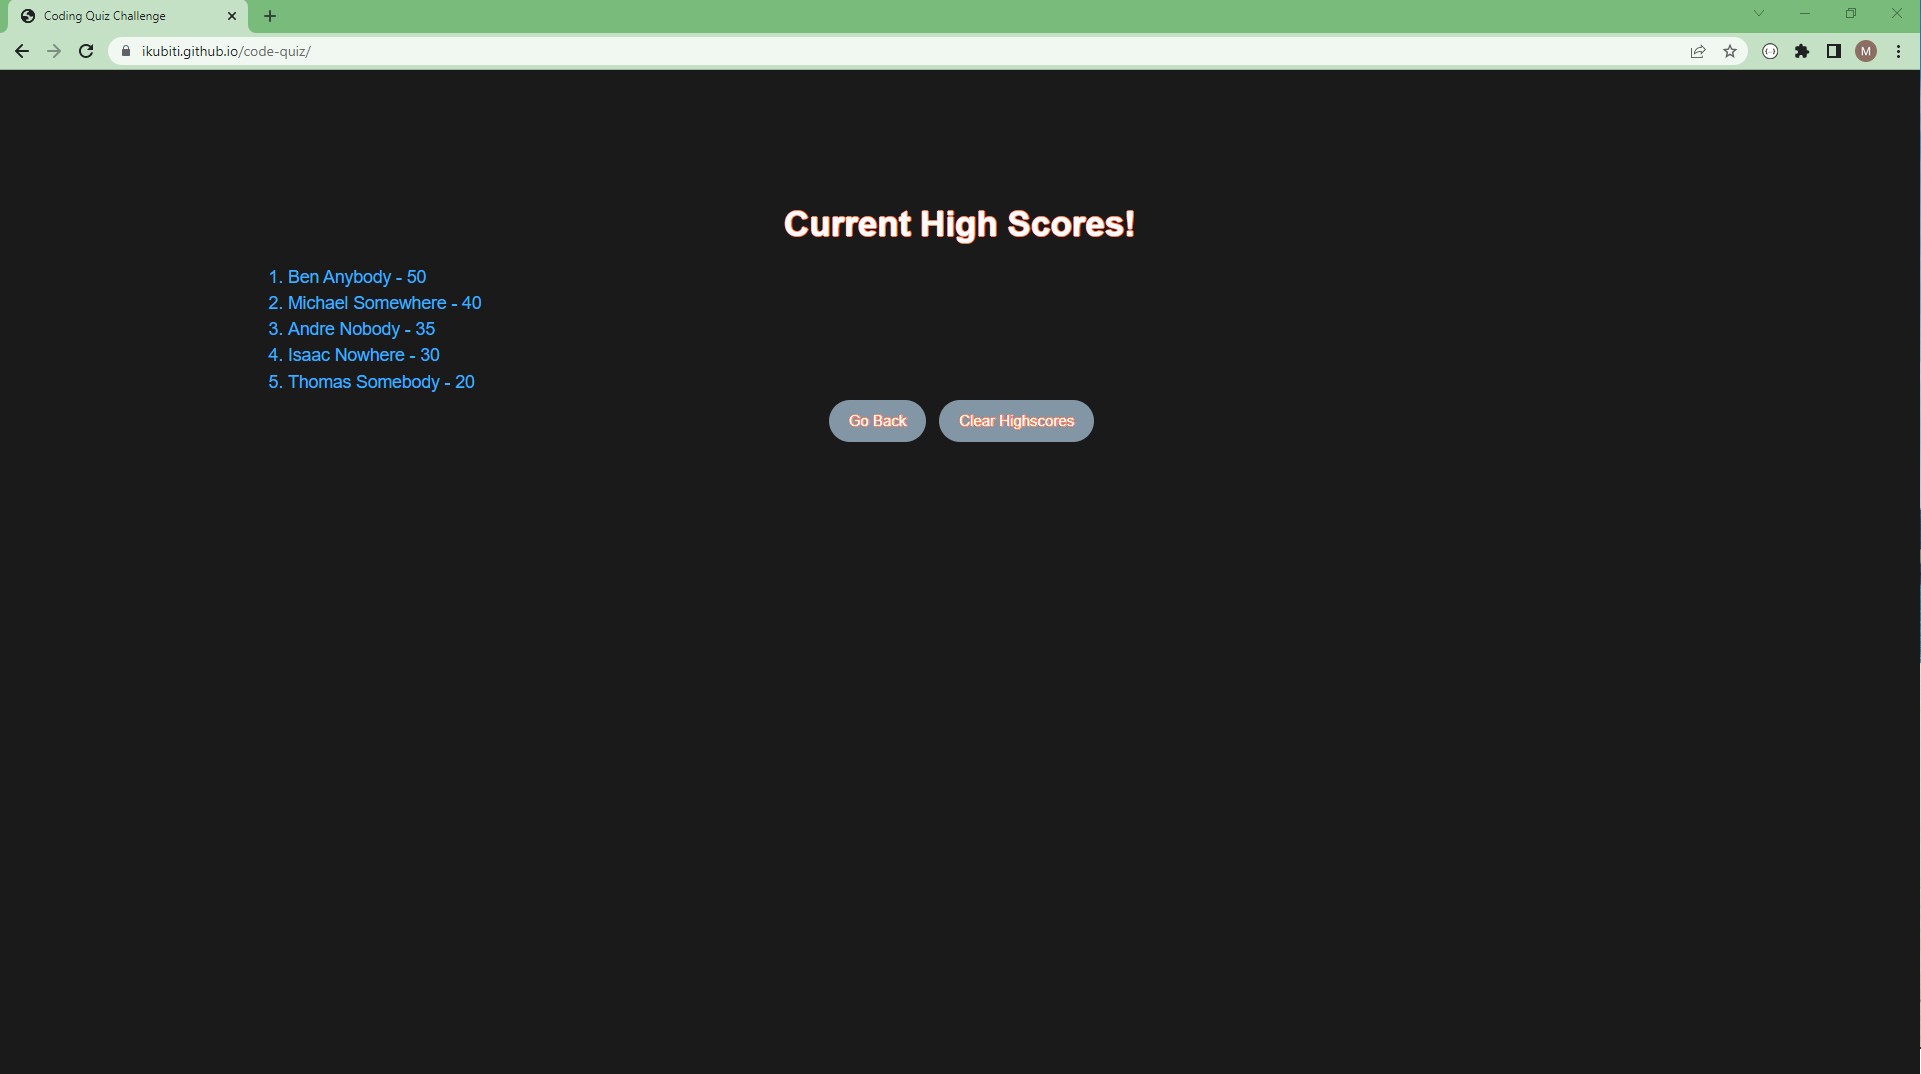 Coding Quiz Challenge
ikubiti.github.io/code-quiz/
M
Current High Scores!
1. Ben Anybody - 50
2. Michael Somewhere - 40
3. Andre Nobody - 35
4. Isaac Nowhere - 30
5. Thomas Somebody - 20
Go Back Clear Highscores